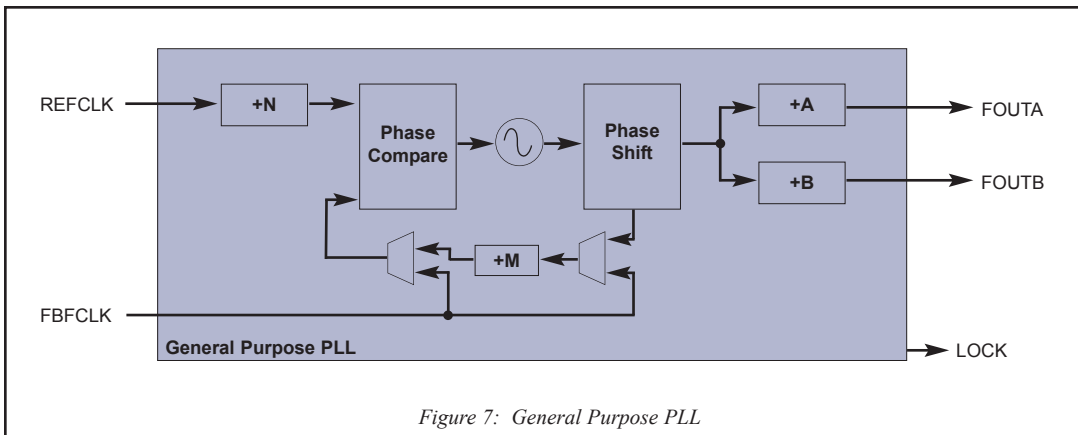 REFCLK
+N
Phase
Compare
Phase
Shift
+A
FOUTA
+B
FOUTB
+M
FBFCLK
General Purpose PLL
LOCK
Figure 7: General Purpose PLL